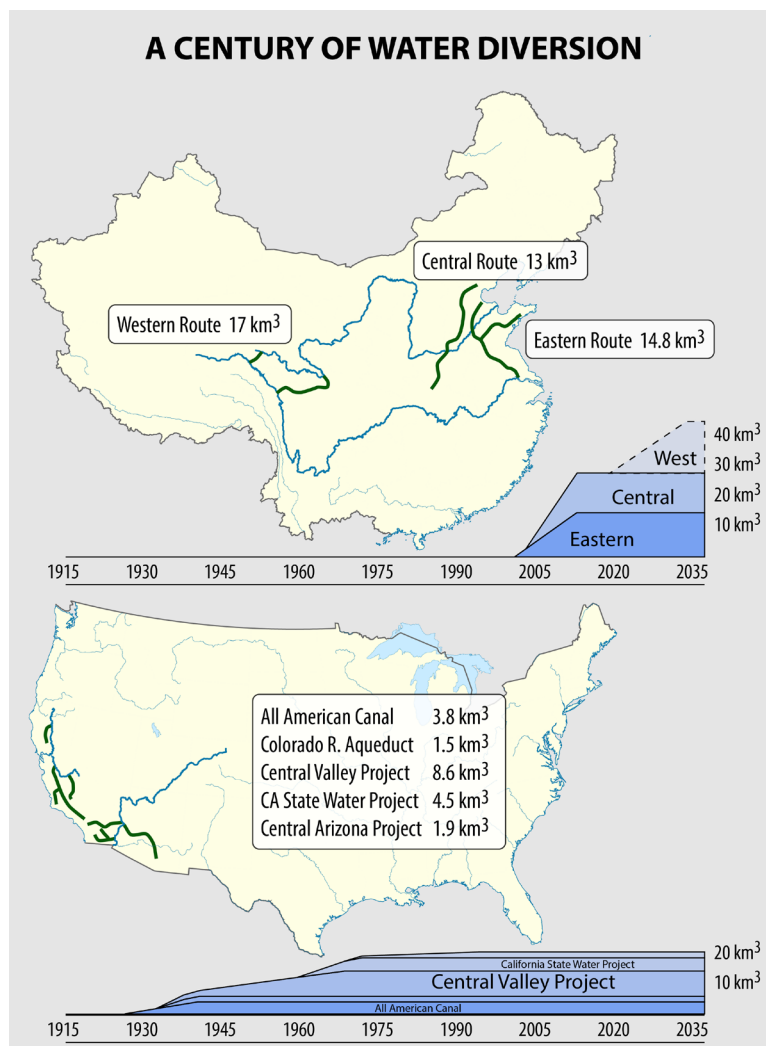 A CENTURY OF WATER DIVERSION
Central Route 13 km³
Western Route 17 km³
Eastern Route 14.8 km³
40 km³
West
30 km³
Central
20 km³
10 km³
Eastern
1915 1930 1945 1960 1975 1990 2005 2020 2035
All American Canal 3.8 km³
Colorado R. Aqueduct 1.5 km³
Central Valley Project 8.6 km³
CA State Water Project 4.5 km³
Central Arizona Project 1.9 km³
20 km³
California State Water Project
Central Valley Project
10 km³
All American Canal
1915 1930 1945 1960 1975 1990 2005 2020 2035